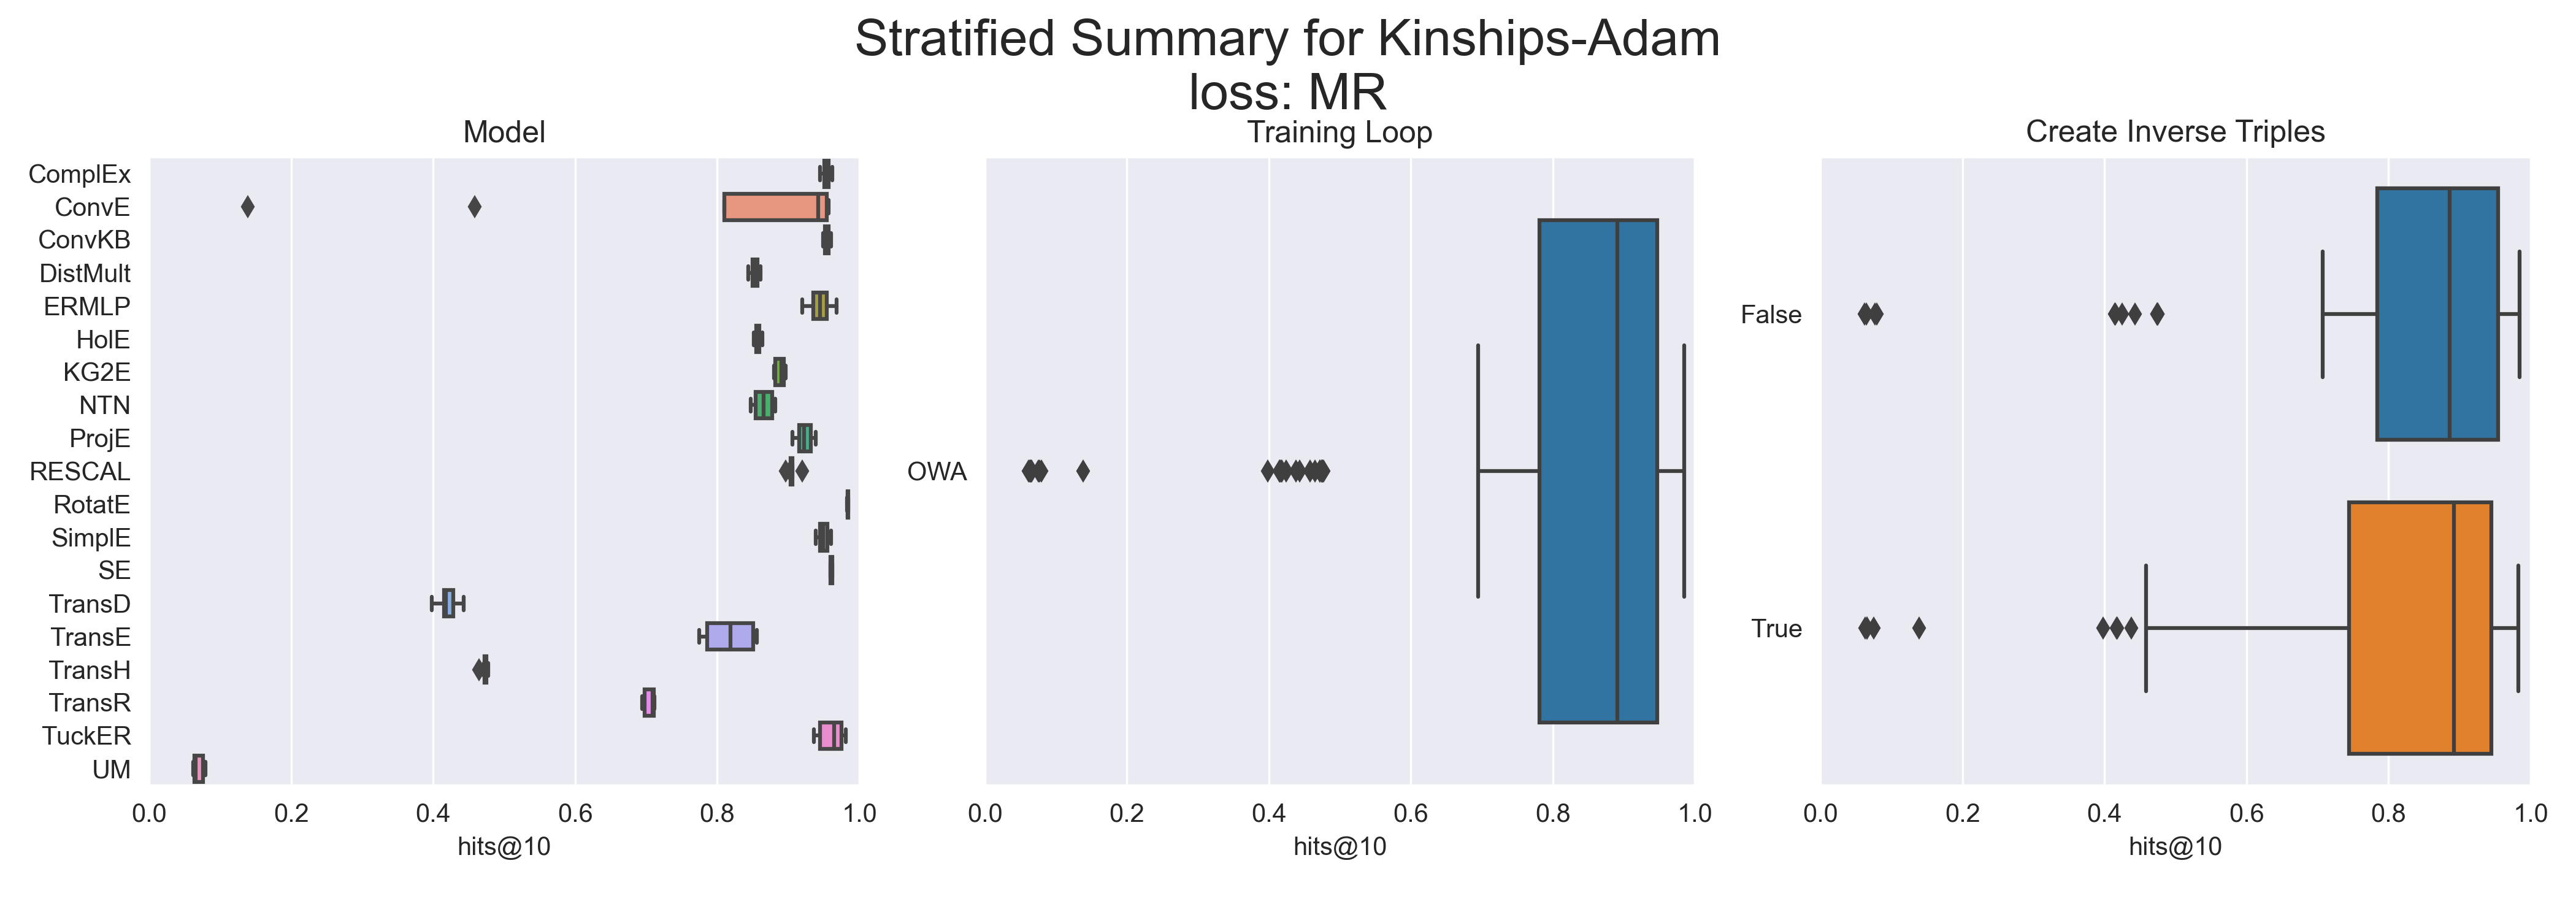 Stratified Summary for Kinships-Adam
loss: MR
Model
ComplEx
ConvE
ConvKB
DistMult
ERMLP
HolE
KG2E
NTN
ProjE
RESCAL
RotatE
SimplE
SE
TransD
TransE
TransH
TransR
TuckER
UM
0.0 0.2 0.4 0.6 0.8 1.0
hits@10
Training Loop
OWA
0.0 0.2 0.4 0.6 0.8 1.0
hits@10
Create Inverse Triples
False
True
0.0 0.2 0.4 0.6 0.8 1.0
hits@10